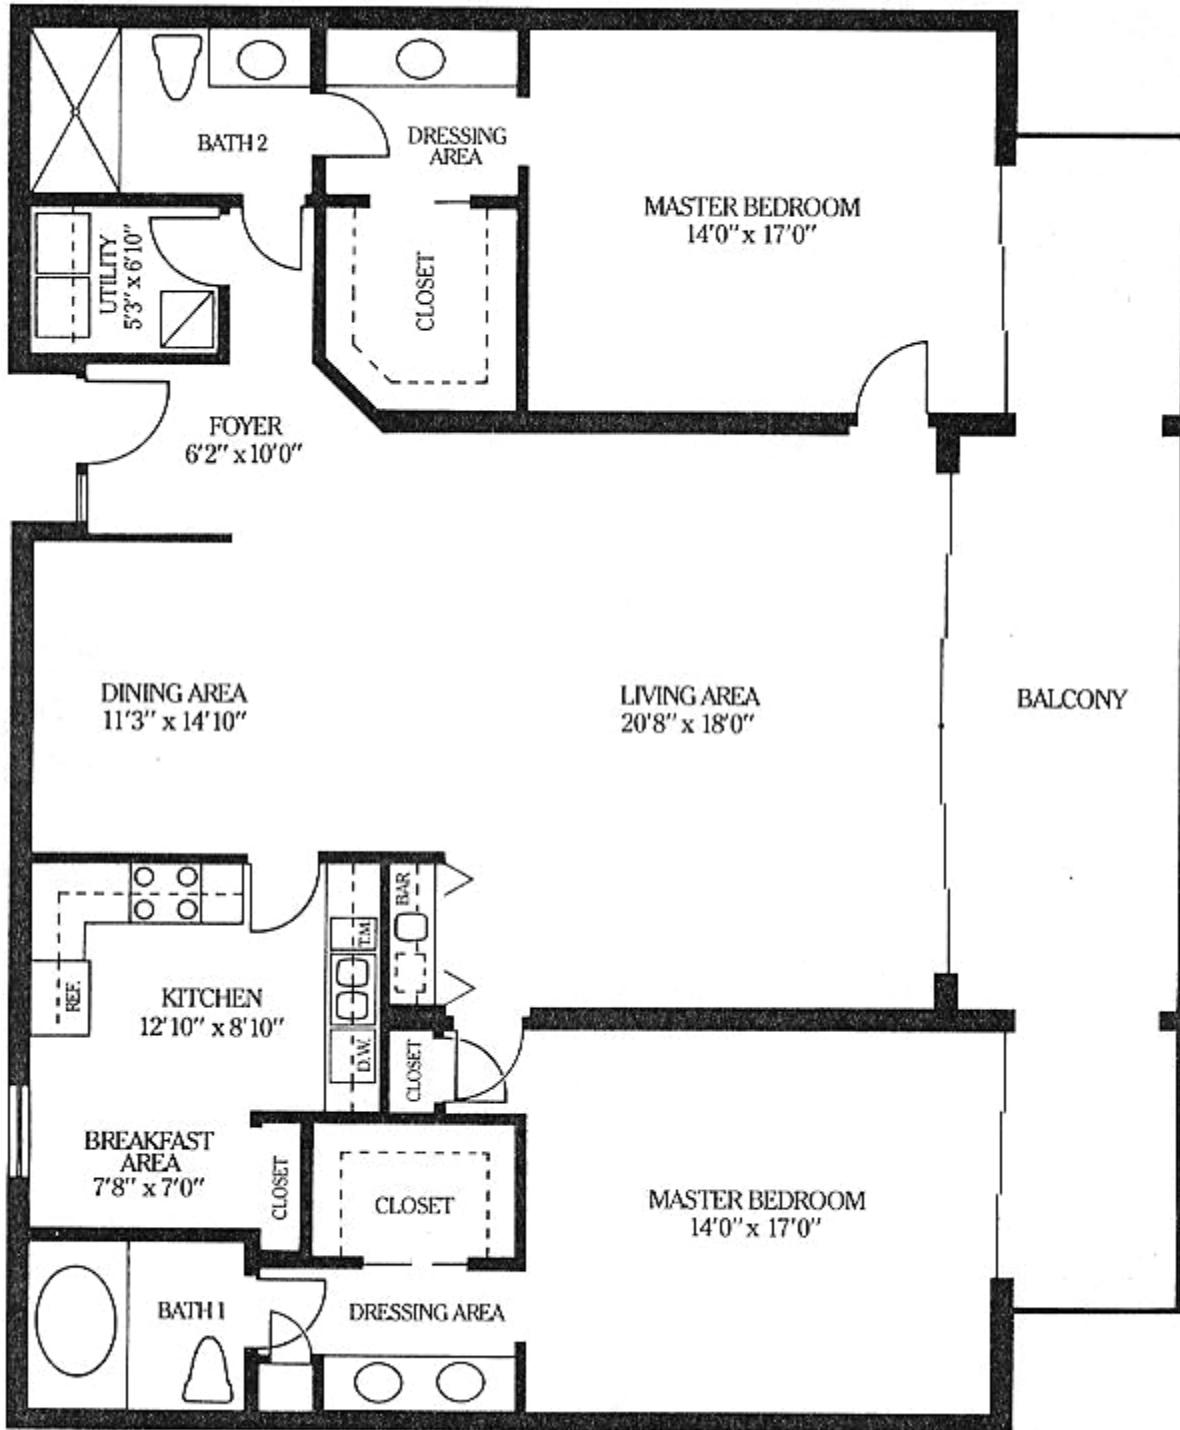 BATH 2
DRESSING
AREA
MASTER BEDROOM
14'0" x 17'0"
UTILITY
5'3" x 6'10"
CLOSET
FOYER
6'2" x 10'0"
DINING AREA
11'3" x 14'10"
LIVING AREA
20'8" x 18'0"
BALCONY
BAR
T.M.
REF.
KITCHEN
12'10" x 8'10"
D.W.
CLOSET
BREAKFAST
AREA
7'8" x 7'0"
CLOSET
CLOSET
MASTER BEDROOM
14'0" x 17'0"
BATH 1
DRESSING AREA